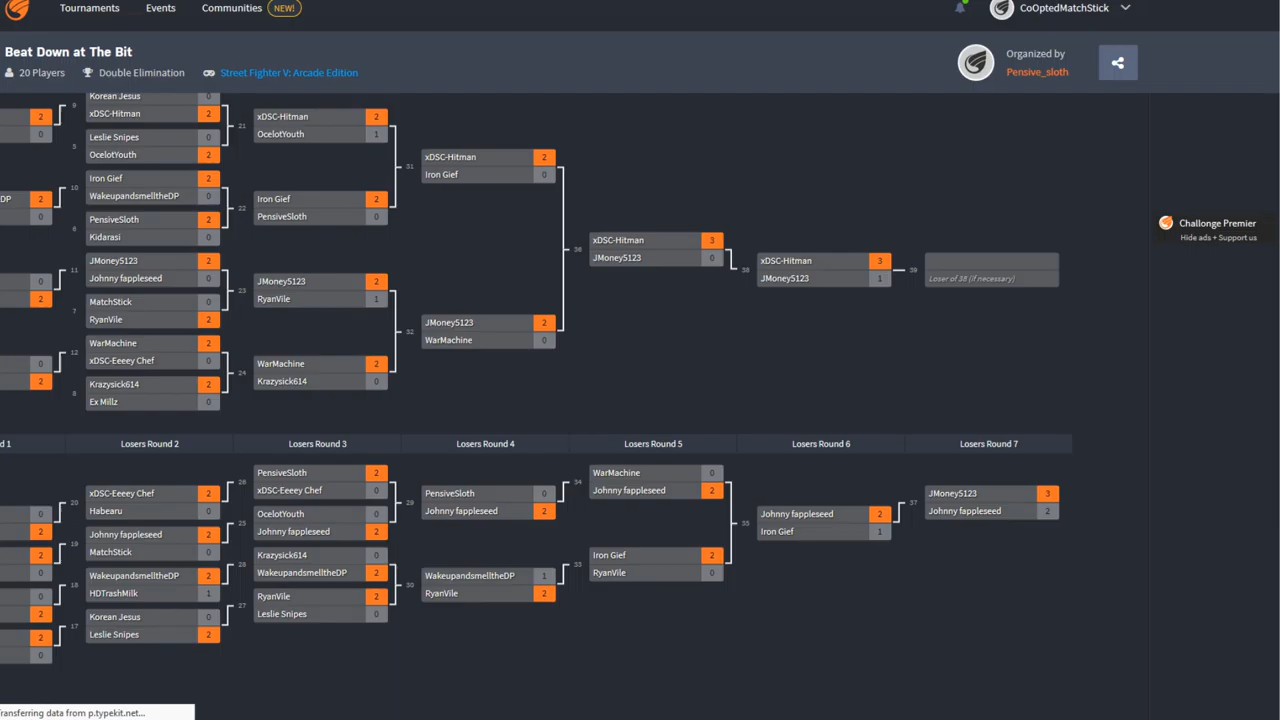 Tournaments Events Communities NEW! CoOptedMatchStick
Beat Down at The Bit
20 Players Double Elimination Street Fighter V: Arcade Edition
Organized by
Pensive_sloth
Challonge Premier
Hide ads + Support us
2
0
9
DP 2
0
10
0
2
11
0
2
12
Korean Jesus 0
xDSC-Hitman 2
5
Leslie Snipes 0
OcelotYouth 2
21
Iron Gief 2
WakeupandsmelltheDP 0
6
PensiveSloth 2
Kidarasi 0
22
JMoney5123 2
Johnny fappleseed 0
7
MatchStick 0
RyanVile 2
23
WarMachine 2
xDSC-Eeeey Chef 0
8
Krazysick614 2
Ex Millz 0
24
xDSC-Hitman 2
OcelotYouth 1
31
Iron Gief 2
PensiveSloth 0
JMoney5123 2
RyanVile 1
32
WarMachine 2
Krazysick614 0
xDSC-Hitman 2
Iron Gief 0
36
JMoney5123 2
WarMachine 0
xDSC-Hitman 3
JMoney5123 0
38
xDSC-Hitman 3
JMoney5123 1
39
Loser of 38 (if necessary)
d 1 Losers Round 2 Losers Round 3 Losers Round 4 Losers Round 5 Losers Round 6 Losers Round 7
0
2
20
2
0
19
0
2
18
2
0
17
xDSC-Eeeey Chef 2
Habearu 0
26
Johnny fappleseed 2
MatchStick 0
25
WakeupandsmelltheDP 2
HDTrashMilk 1
28
Korean Jesus 0
Leslie Snipes 2
27
PensiveSloth 2
xDSC-Eeeey Chef 0
29
OcelotYouth 0
Johnny fappleseed 2
Krazysick614 0
WakeupandsmelltheDP 2
30
RyanVile 2
Leslie Snipes 0
PensiveSloth 0
Johnny fappleseed 2
34
WakeupandsmelltheDP 1
RyanVile 2
33
WarMachine 0
Johnny fappleseed 2
35
Iron Gief 2
RyanVile 0
Johnny fappleseed 2
Iron Gief 1
37
JMoney5123 3
Johnny fappleseed 2
Transferring data from p.typekit.net...